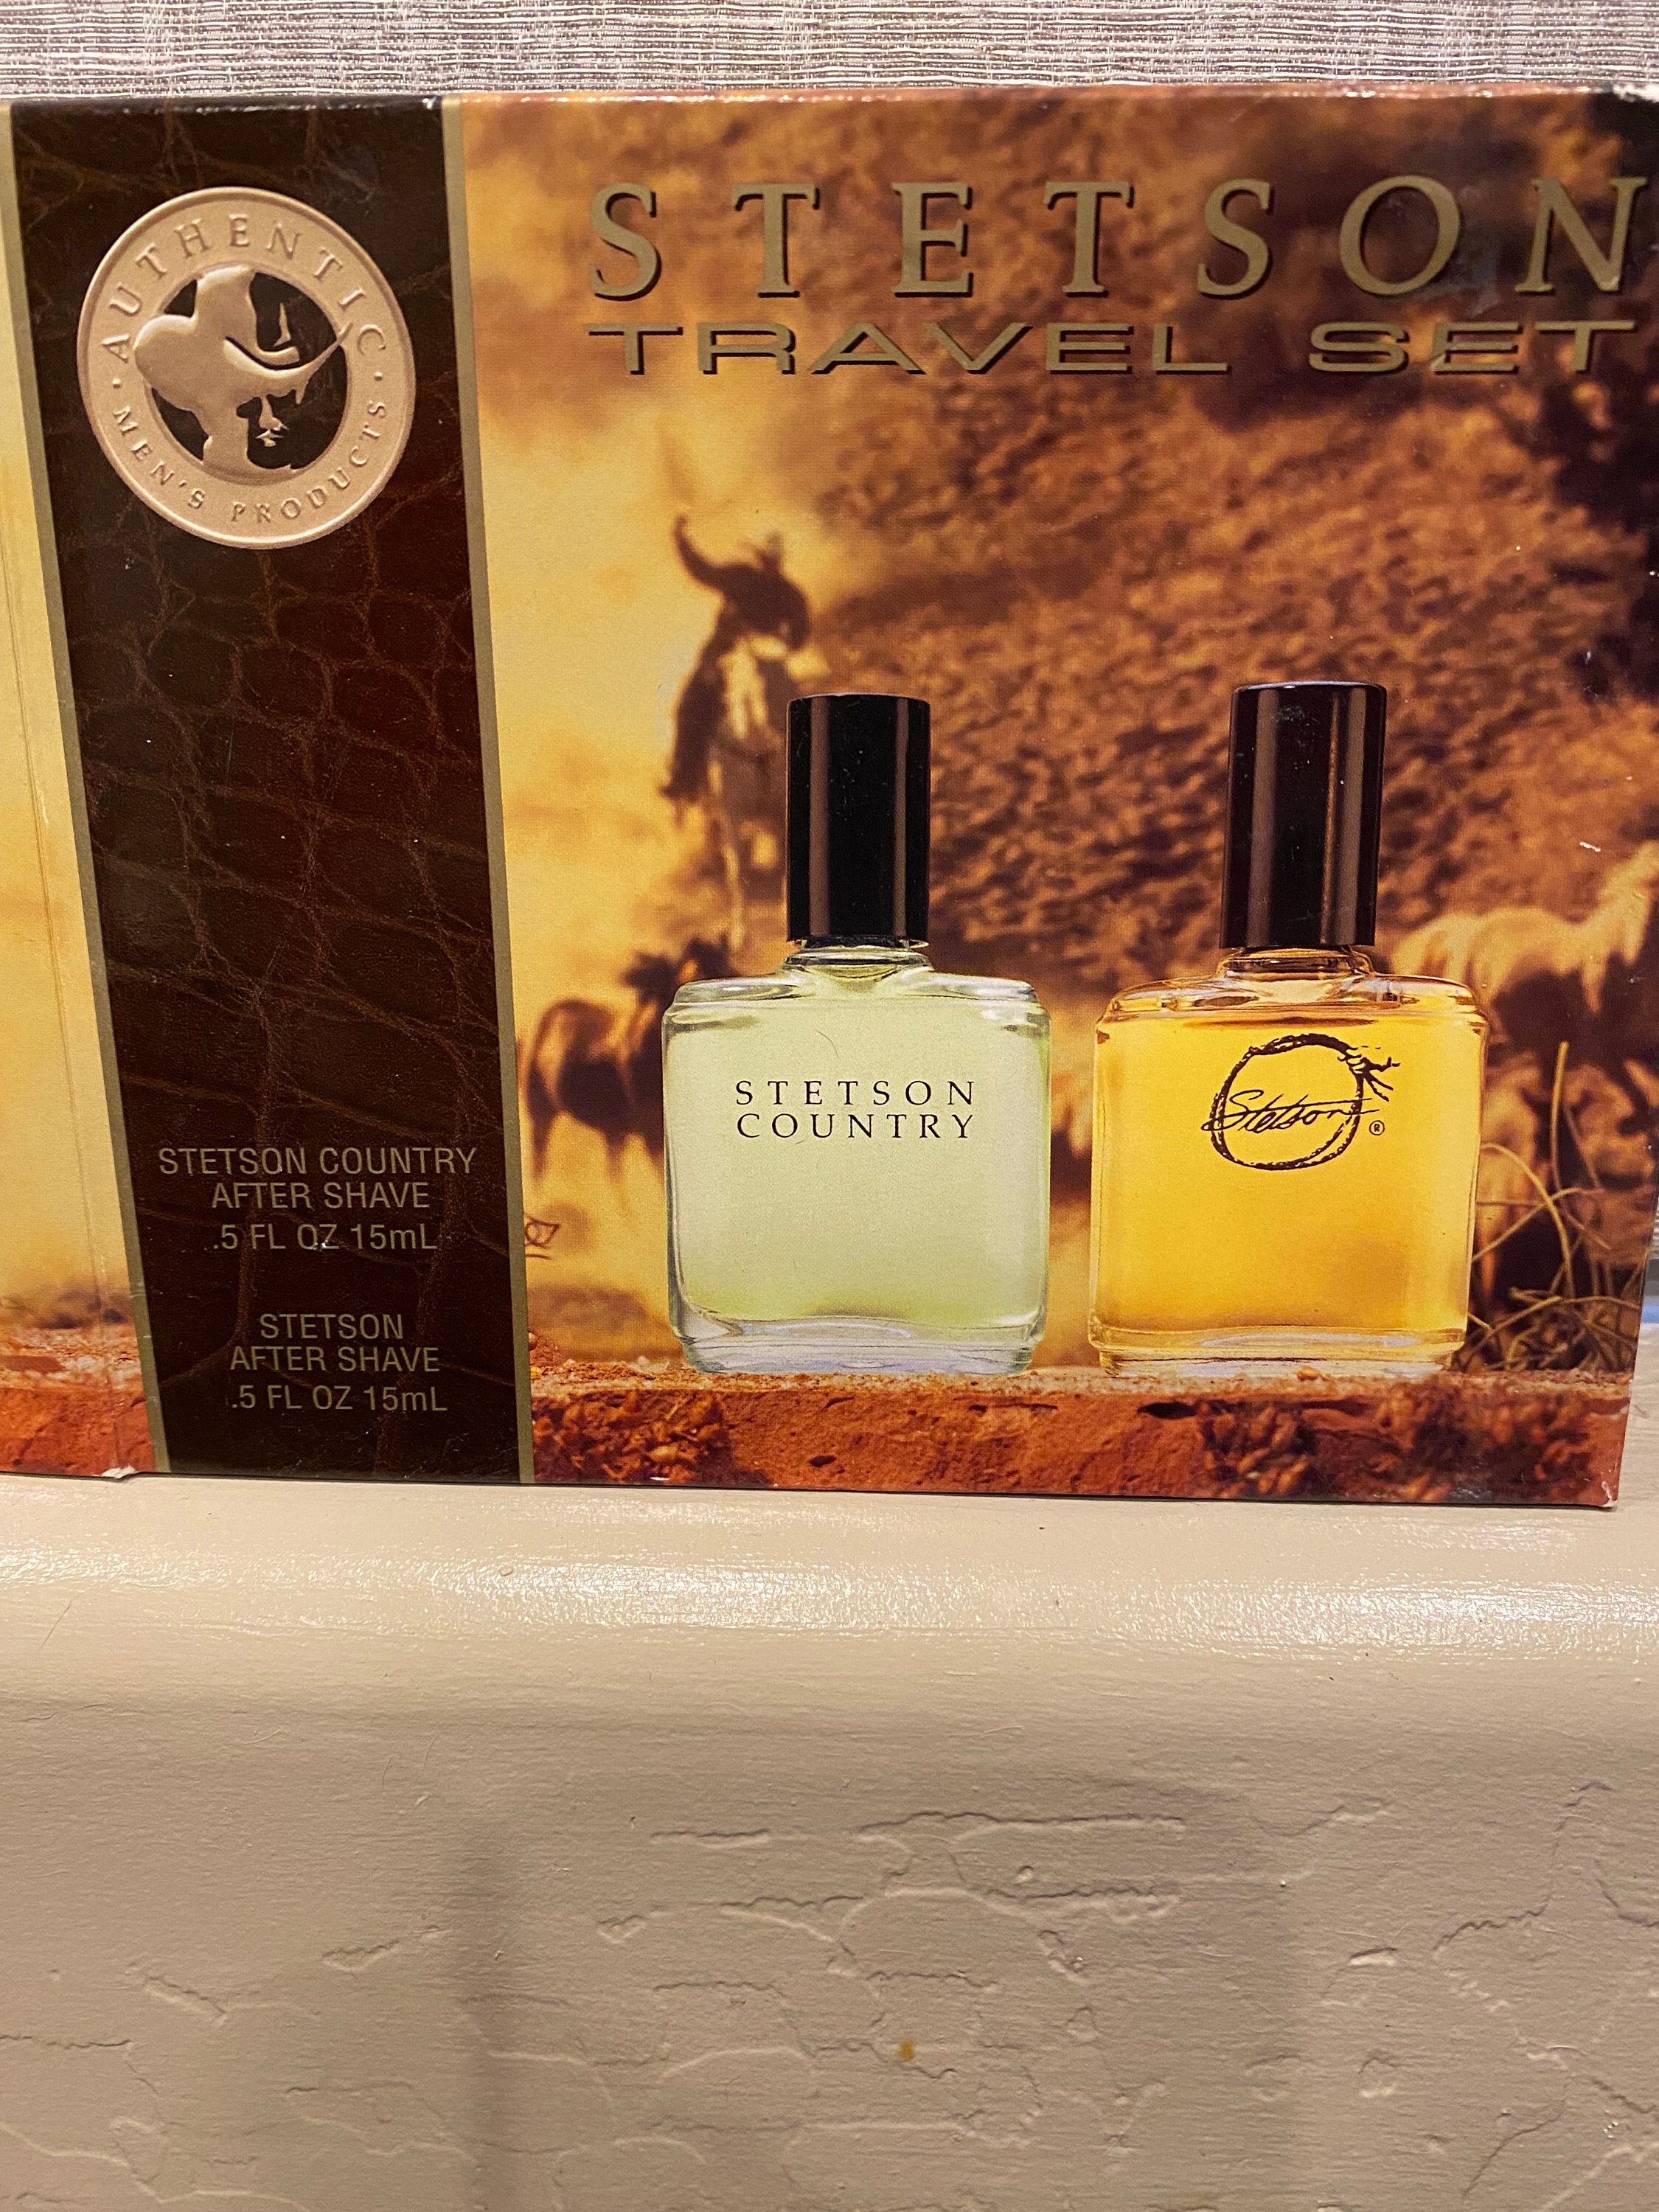 AUTHENTIC
· MEN'S PRODUCTS ·
STETSON
TRAVEL SET
STETSON
COUNTRY
Stetson®
STETSON COUNTRY
AFTER SHAVE
.5 FL OZ 15mL
STETSON
AFTER SHAVE
.5 FL OZ 15mL